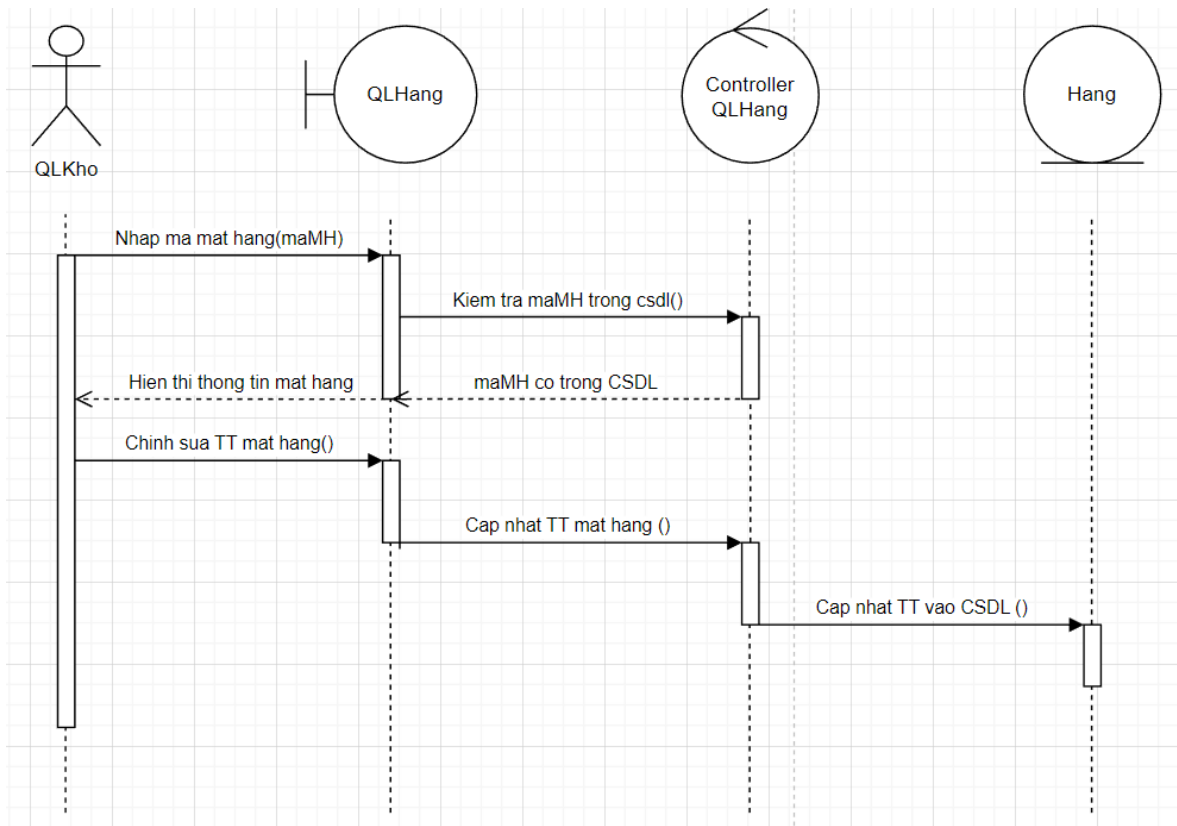 QLHang
Controller
QLHang
Hang
QLKho
Nhap ma mat hang(maMH)
Kiem tra maMH trong csdl()
Hien thi thong tin mat hang
maMH co trong CSDL
Chinh sua TT mat hang()
Cap nhat TT mat hang ()
Cap nhat TT vao CSDL ()